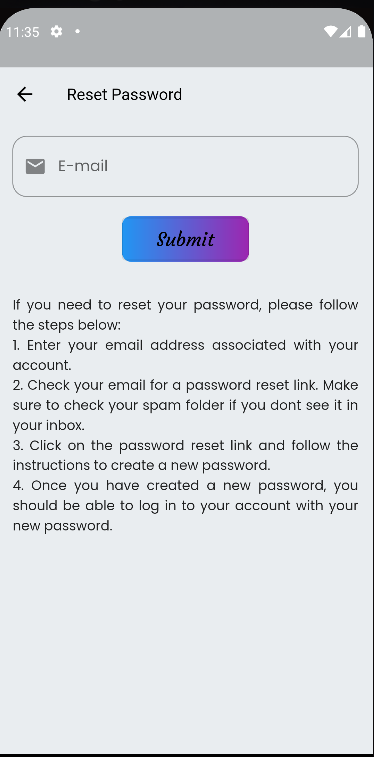 11:35
Reset Password
E-mail
Submit
If you need to reset your password, please follow
the steps below:
1. Enter your email address associated with your
account.
2. Check your email for a password reset link. Make
sure to check your spam folder if you dont see it in
your inbox.
3. Click on the password reset link and follow the
instructions to create a new password.
4. Once you have created a new password, you
should be able to log in to your account with your
new password.